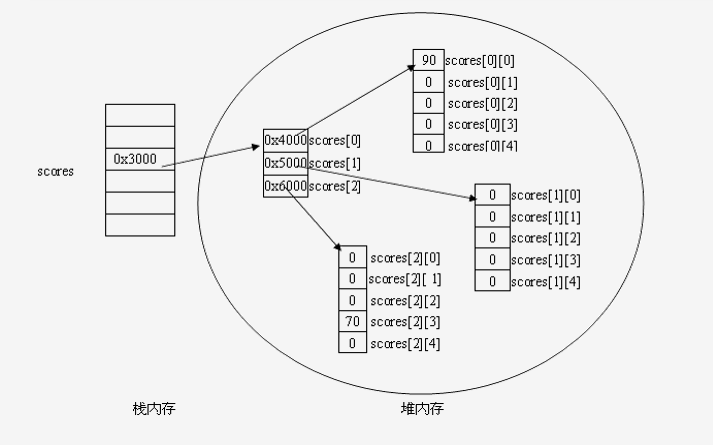 90 scores[0][0]
0 scores[0][1]
0 scores[0][2]
0 scores[0][3]
0 scores[0][4]
scores
0x3000
0x4000 scores[0]
0x5000 scores[1]
0x6000 scores[2]
0 scores[1][0]
0 scores[1][1]
0 scores[1][2]
0 scores[1][3]
0 scores[1][4]
0 scores[2][0]
0 scores[2][ 1]
0 scores[2][2]
70 scores[2][3]
0 scores[2][4]
栈内存
堆内存